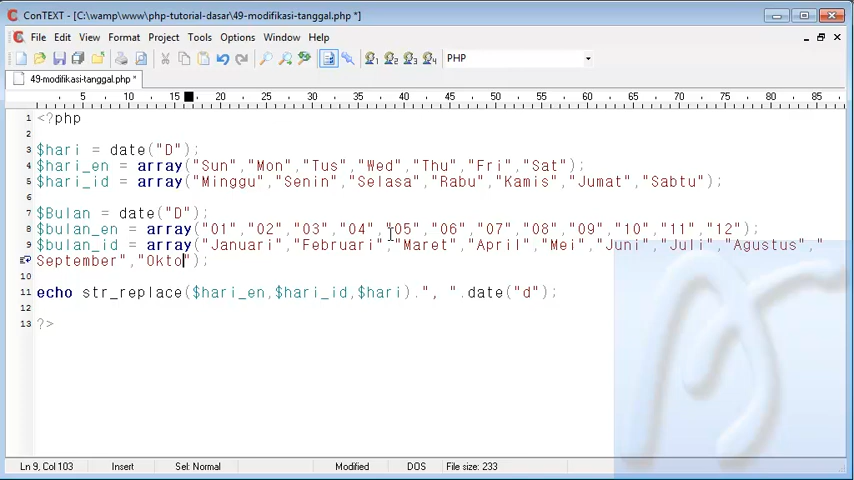 ConTEXT - [C:\wamp\www\php-tutorial-dasar\49-modifikasi-tanggal.php *]
File Edit View Format Project Tools Options Window Help
PHP
49-modifikasi-tanggal.php *
0 5 10 15 20 25 30 35 40 45 50 55 60 65 70 75 80 85
1 <?php
2
3 $hari = date("D");
4 $hari_en = array("Sun","Mon","Tus","Wed","Thu","Fri","Sat");
5 $hari_id = array("Minggu","Senin","Selasa","Rabu","Kamis","Jumat","Sabtu");
6
7 $Bulan = date("D");
8 $bulan_en = array("01","02","03","04","05","06","07","08","09","10","11","12");
9 $bulan_id = array("Januari","Februari","Maret","April","Mei","Juni","Juli","Agustus","
September","Okto");
10
11 echo str_replace($hari_en,$hari_id,$hari).", ".date("d");
12
13 ?>
Ln 9, Col 103 Insert Sel: Normal Modified DOS File size: 233